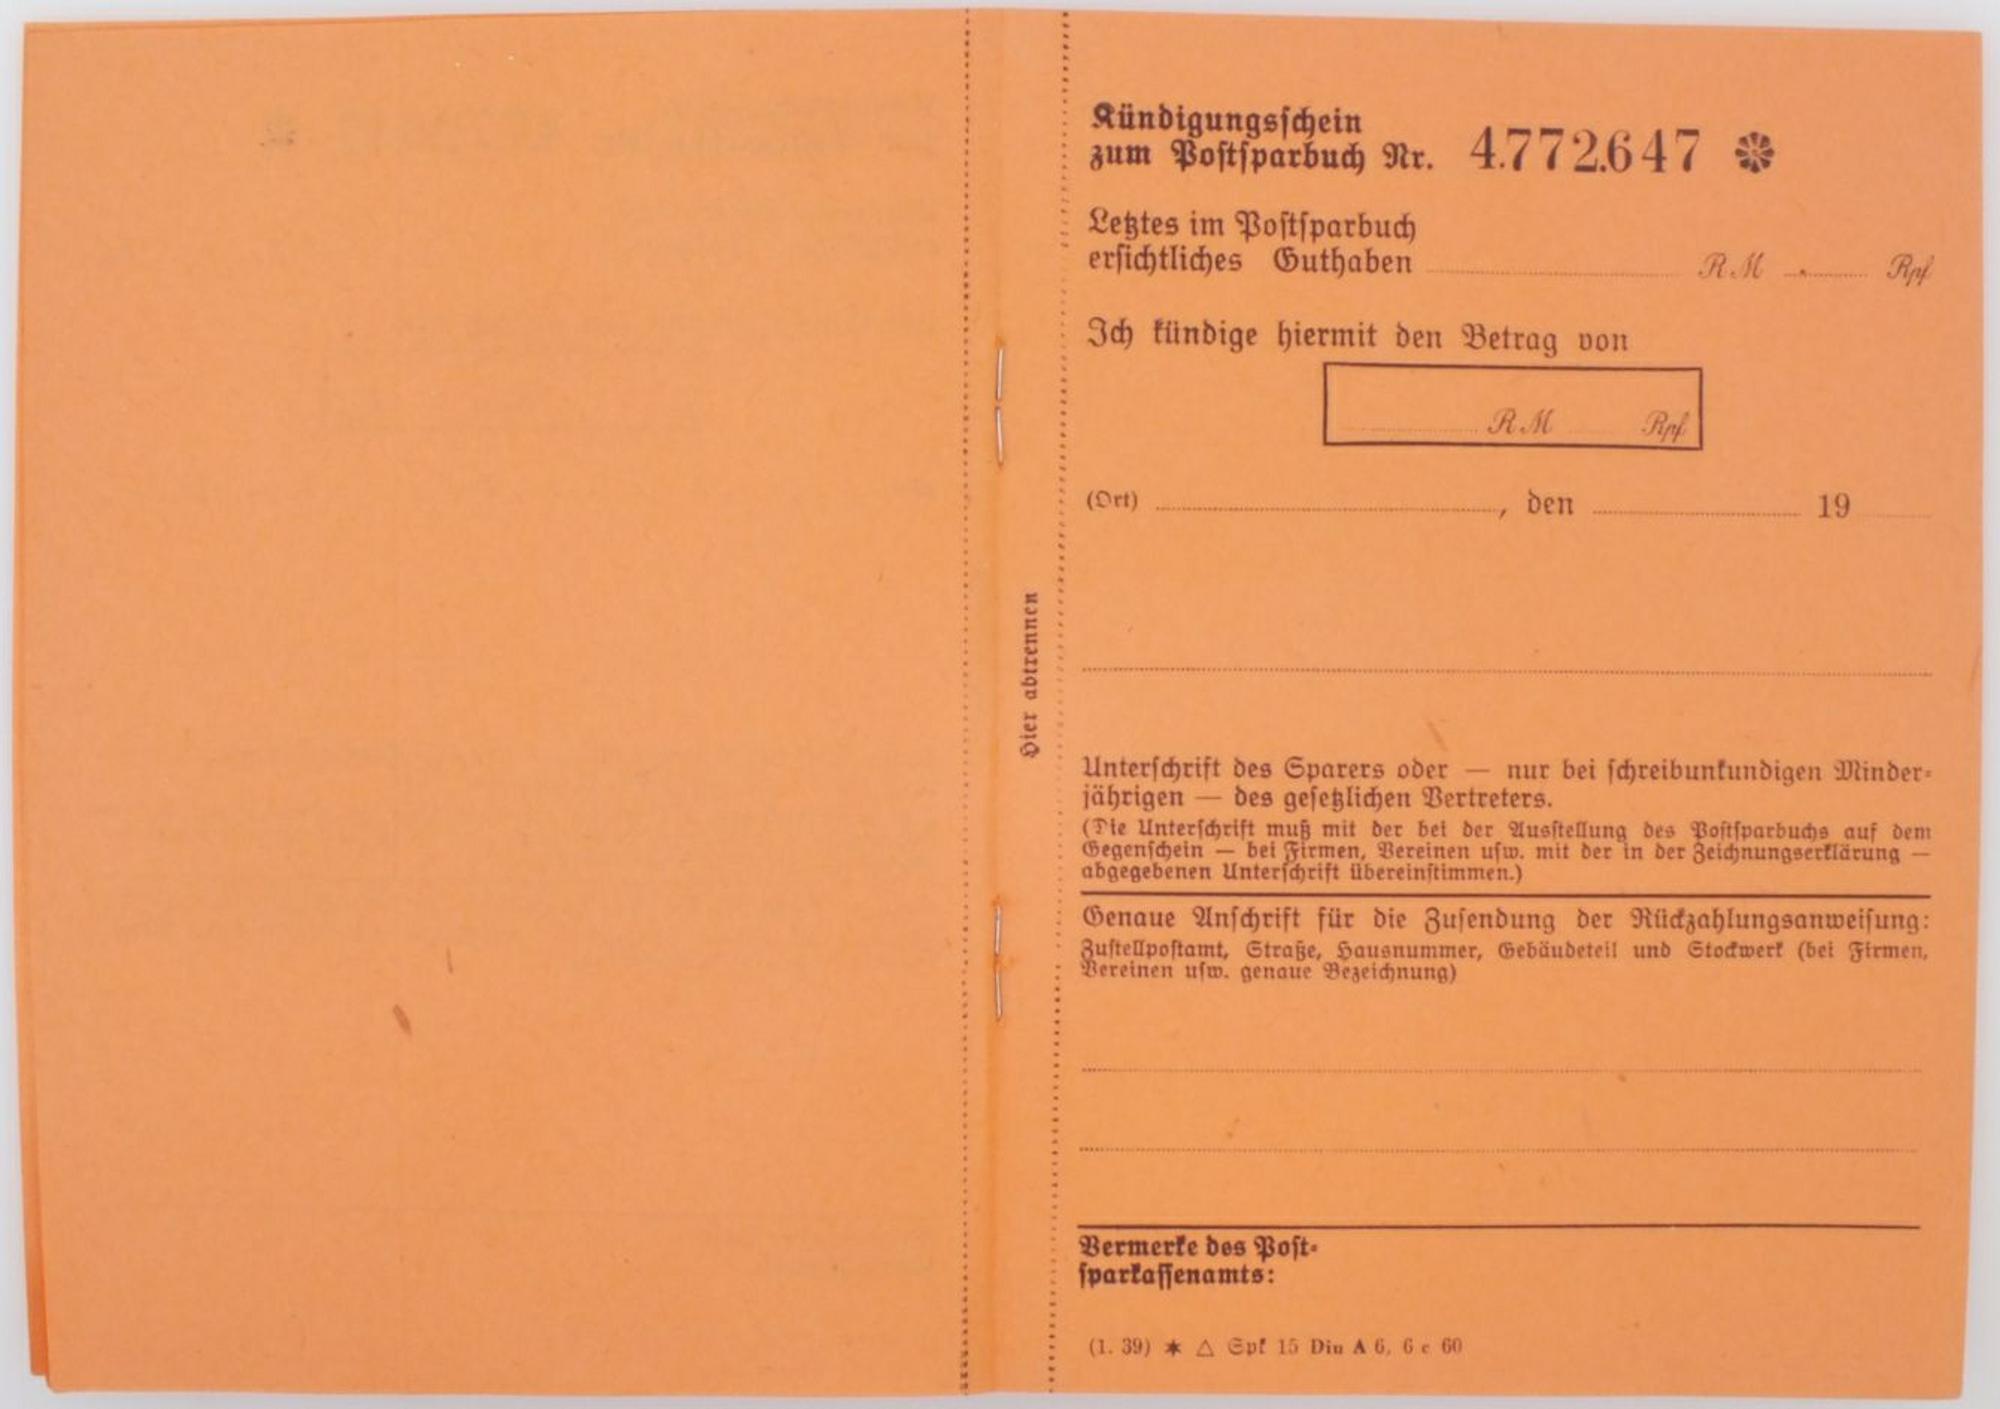 Kündigungsschein
zum Postsparbuch Nr. 4.772.647
Letztes im Postsparbuch
ersichtliches Guthaben RM Rpf
Ich kündige hiermit den Betrag von
RM Rpf
(Ort) , den 19
Hier abtrennen
Unterschrift des Sparers oder — nur bei schreibunkundigen Minder-
jährigen — des gesetzlichen Vertreters.
(Die Unterschrift muß mit der bei der Ausstellung des Postsparbuchs auf dem
Gegenschein — bei Firmen, Vereinen usw. mit der in der Zeichnungserklärung —
abgegebenen Unterschrift übereinstimmen.)
Genaue Anschrift für die Zusendung der Rückzahlungsanweisung:
Zustellpostamt, Straße, Hausnummer, Gebäudeteil und Stockwerk (bei Firmen,
Vereinen usw. genaue Bezeichnung)
Vermerke des Post-
sparkassenamts:
(1. 39) ✶ △ Spk 15 Din A 6, 6 c 60